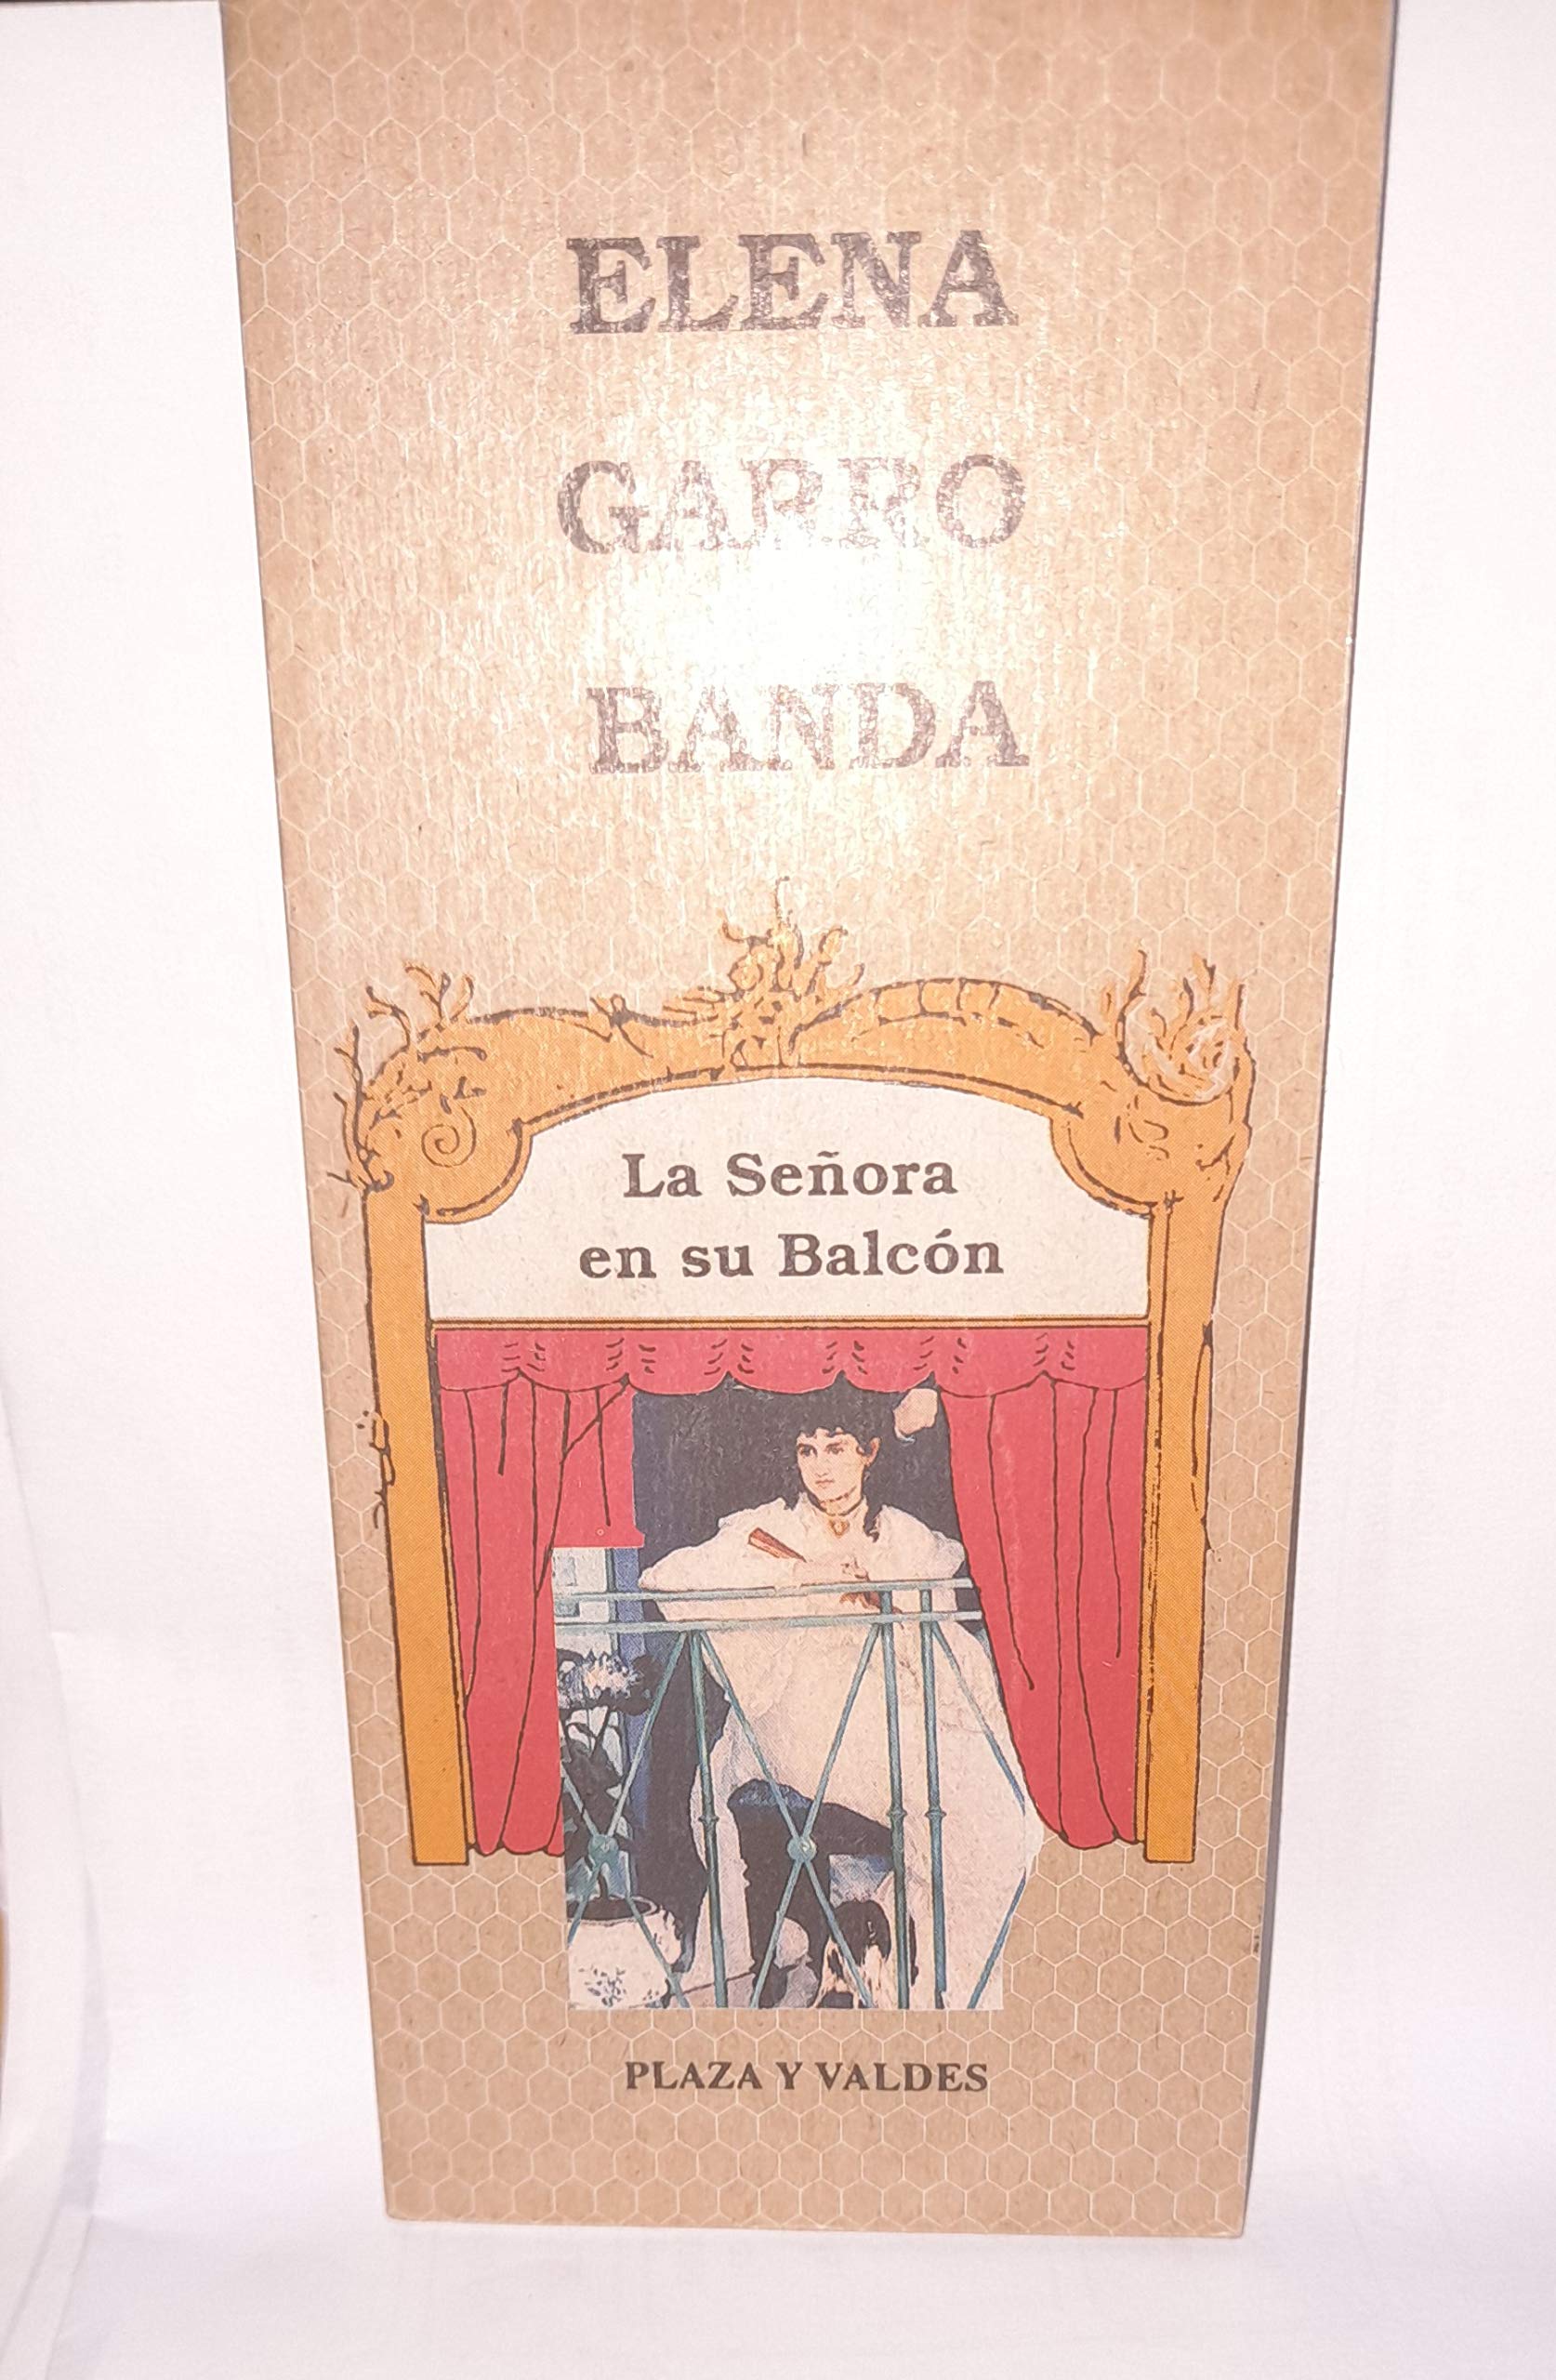 ELENA
GARRO
BANDA
La Señora
en su Balcón
PLAZA Y VALDES